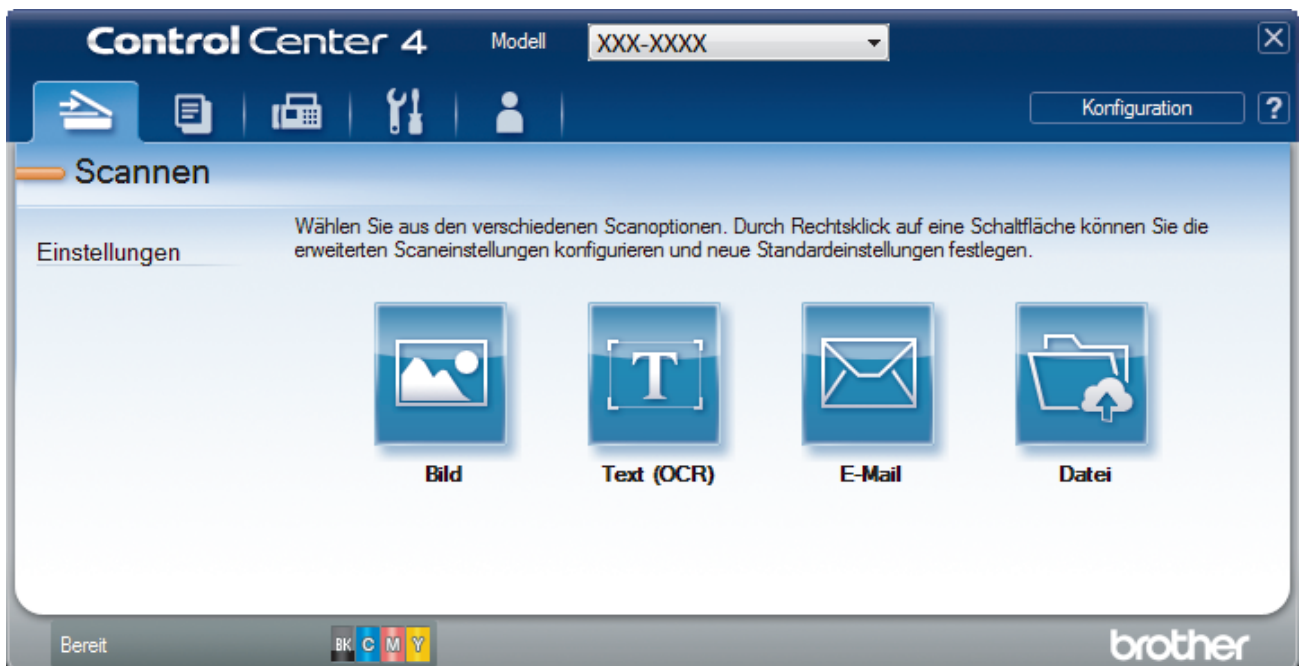 ControlCenter 4 Modell XXX-XXXX X
Konfiguration ?
Scannen
Einstellungen
Wählen Sie aus den verschiedenen Scanoptionen. Durch Rechtsklick auf eine Schaltfläche können Sie die
erweiterten Scaneinstellungen konfigurieren und neue Standardeinstellungen festlegen.
T
Bild Text (OCR) E-Mail Datei
Bereit BK C M Y brother